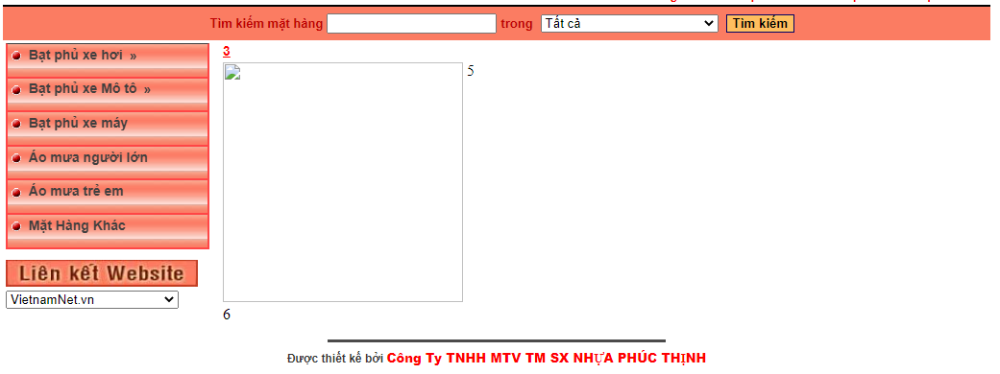 Tìm kiếm mặt hàng trong Tất cả Tìm kiếm
Bạt phủ xe hơi »
Bạt phủ xe Mô tô »
Bạt phủ xe máy
Áo mưa người lớn
Áo mưa trẻ em
Mặt Hàng Khác
Liên kết Website
VietnamNet.vn
3
5
6
Được thiết kế bởi Công Ty TNHH MTV TM SX NHỰA PHÚC THỊNH